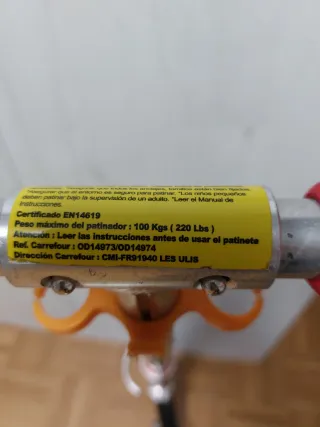 *Asegurar que el entorno es seguro para patinar. *Los niños pequeños
deben patinar bajo la supervisión de un adulto. *Leer el Manual de
Instrucciones.
Certificado EN14619
Peso máximo del patinador : 100 Kgs ( 220 Lbs )
Atención : Leer las instrucciones antes de usar el patinete
Ref. Carrefour : OD14973/OD14974
Dirección Carrefour : CMI-FR91940 LES ULIS